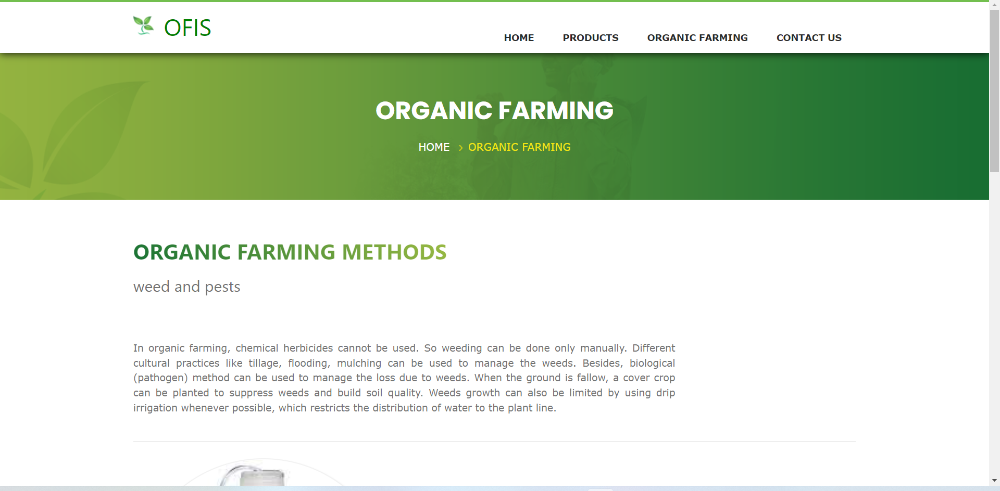 OFIS
HOME PRODUCTS ORGANIC FARMING CONTACT US
ORGANIC FARMING
HOME › ORGANIC FARMING
ORGANIC FARMING METHODS
weed and pests
In organic farming, chemical herbicides cannot be used. So weeding can be done only manually. Different
cultural practices like tillage, flooding, mulching can be used to manage the weeds. Besides, biological
(pathogen) method can be used to manage the loss due to weeds. When the ground is fallow, a cover crop
can be planted to suppress weeds and build soil quality. Weeds growth can also be limited by using drip
irrigation whenever possible, which restricts the distribution of water to the plant line.